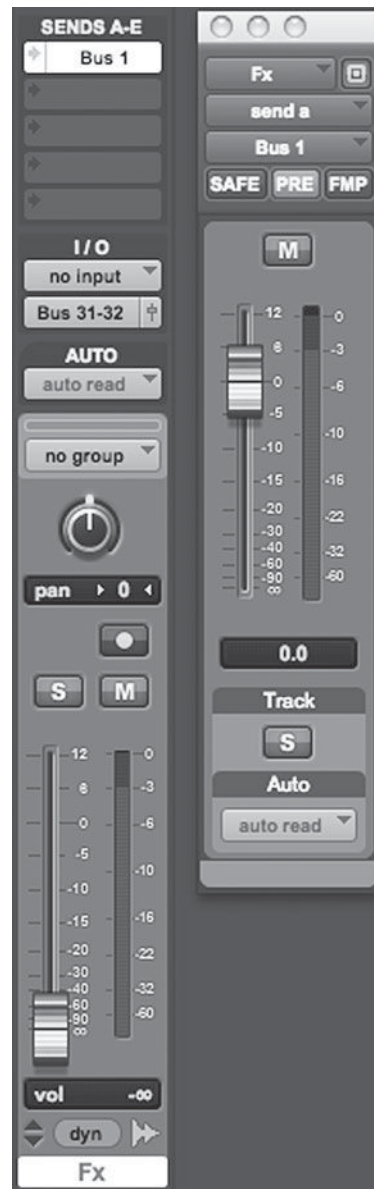 SENDS A-E
Bus 1
I / O
no input
Bus 31-32
AUTO
auto read
no group
pan 0
S M
12 0
6 -3
0 -6
-5
-10
-10
-15 -16
-20 -22
-30
-40 -32
-60 -60
-90
∞
vol -∞
dyn
Fx
Fx
send a
Bus 1
SAFE PRE FMP
M
12 0
6 -3
0 -6
-5
-10 -10
-15 -16
-20 -22
-30
-40 -32
-60
-90 -60
∞
0.0
Track
S
Auto
auto read